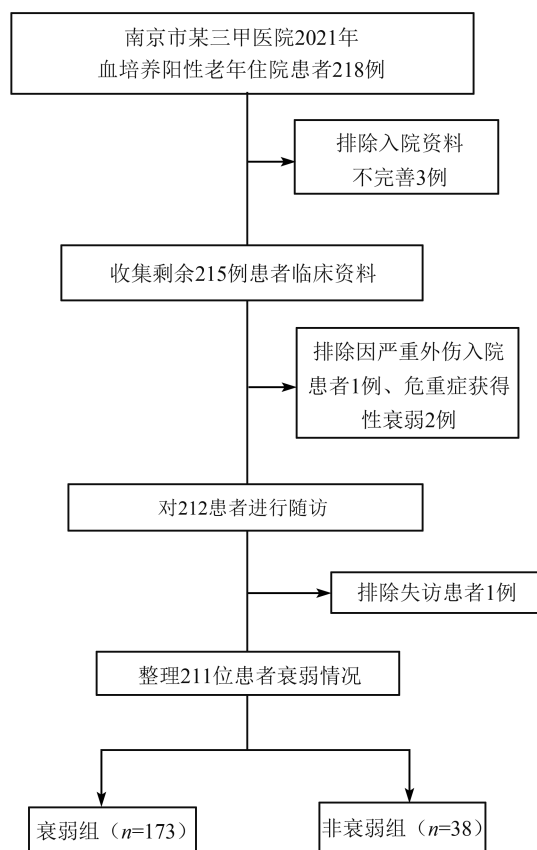 南京市某三甲医院2021年
血培养阳性老年住院患者218例
排除入院资料
不完善3例
收集剩余215例患者临床资料
排除因严重外伤入院
患者1例、危重症获得
性衰弱2例
对212患者进行随访
排除失访患者1例
整理211位患者衰弱情况
衰弱组（n=173）
非衰弱组（n=38）